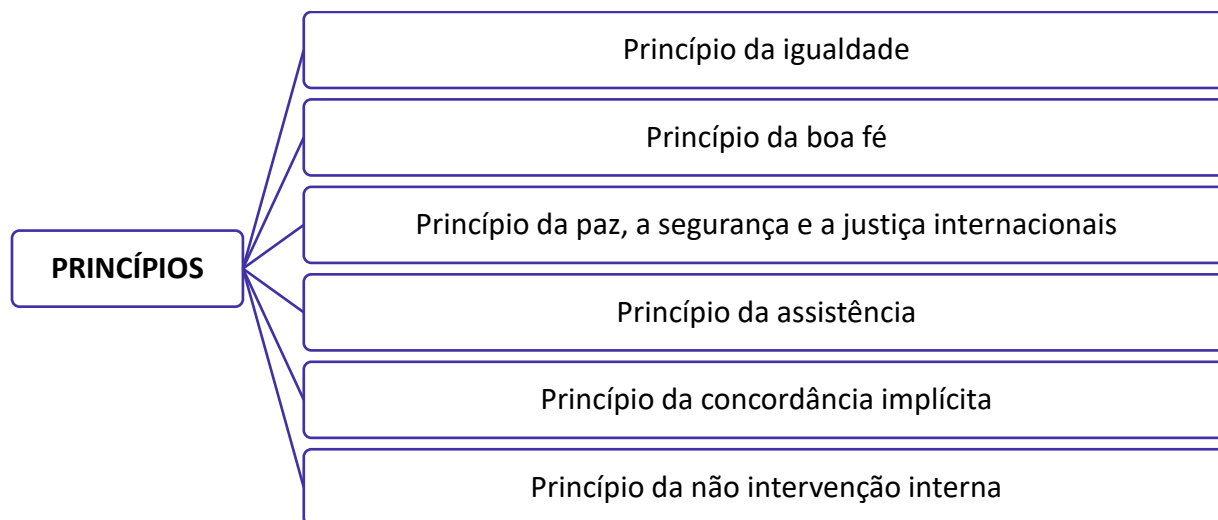 Princípio da igualdade
Princípio da boa fé
Princípio da paz, a segurança e a justiça internacionais
PRINCÍPIOS
Princípio da assistência
Princípio da concordância implícita
Princípio da não intervenção interna